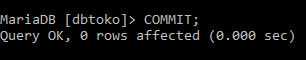 MariaDB [dbtoko]> COMMIT;
Query OK, 0 rows affected (0.000 sec)